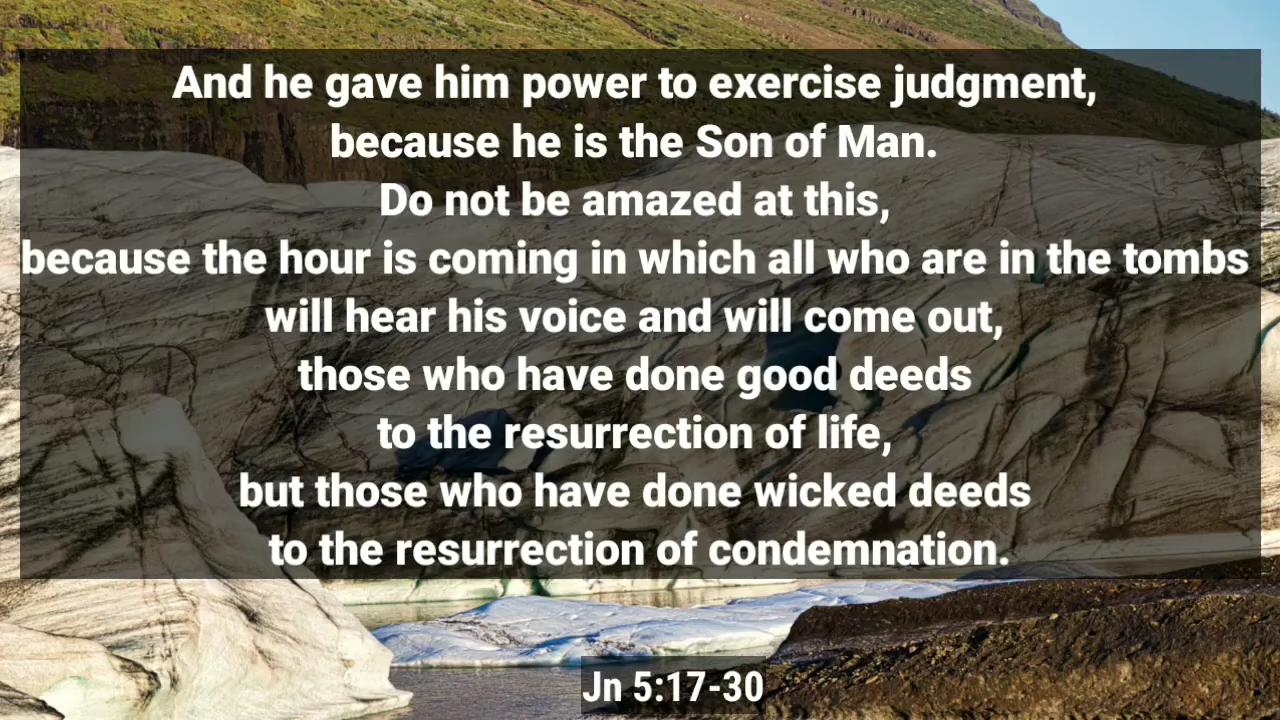 And he gave him power to exercise judgment,
because he is the Son of Man.
Do not be amazed at this,
because the hour is coming in which all who are in the tombs
will hear his voice and will come out,
those who have done good deeds
to the resurrection of life,
but those who have done wicked deeds
to the resurrection of condemnation.
Jn 5:17-30